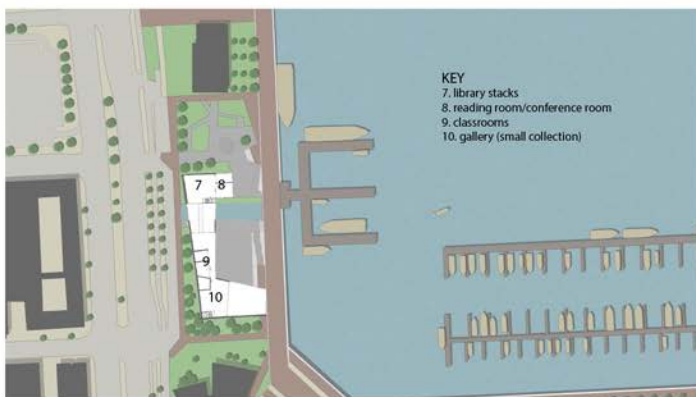 KEY
7. library stacks
8. reading room/conference room
9. classrooms
10. gallery (small collection)
7 8
9
10